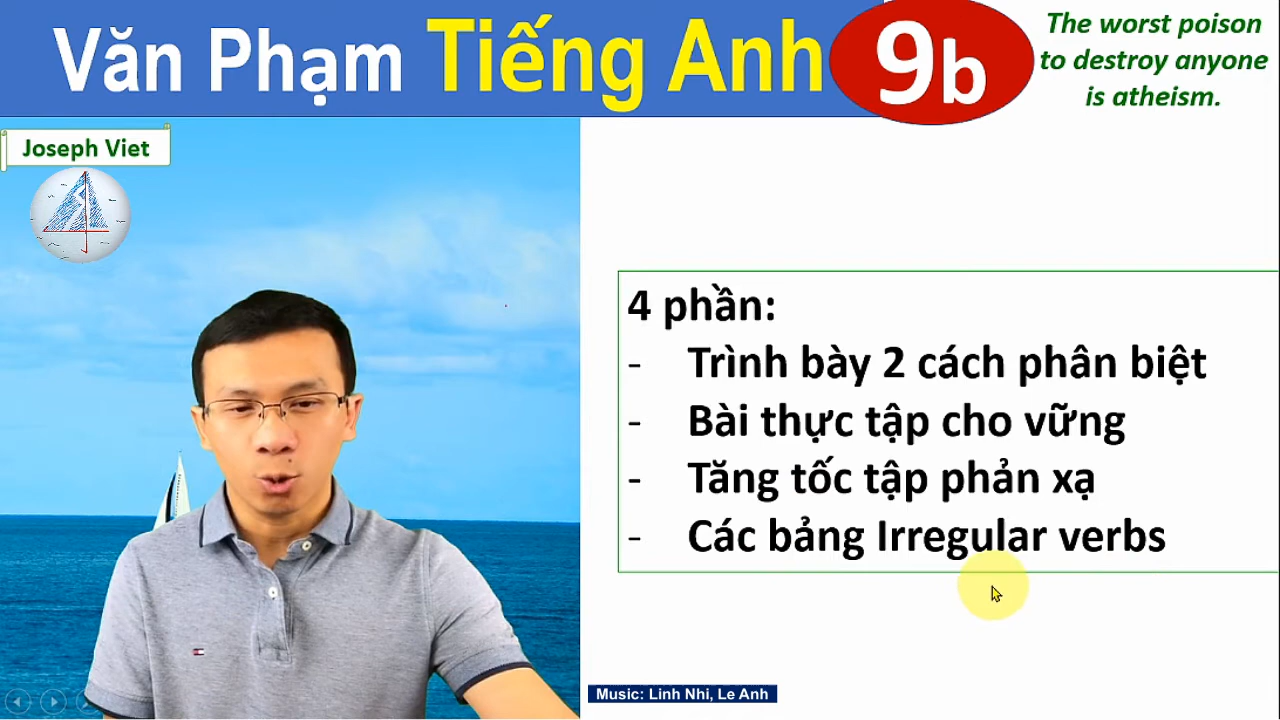 Văn Phạm Tiếng Anh 9b
The worst poison
to destroy anyone
is atheism.
Joseph Viet
4 phần:
- Trình bày 2 cách phân biệt
- Bài thực tập cho vững
- Tăng tốc tập phản xạ
- Các bảng Irregular verbs
Music: Linh Nhi, Le Anh